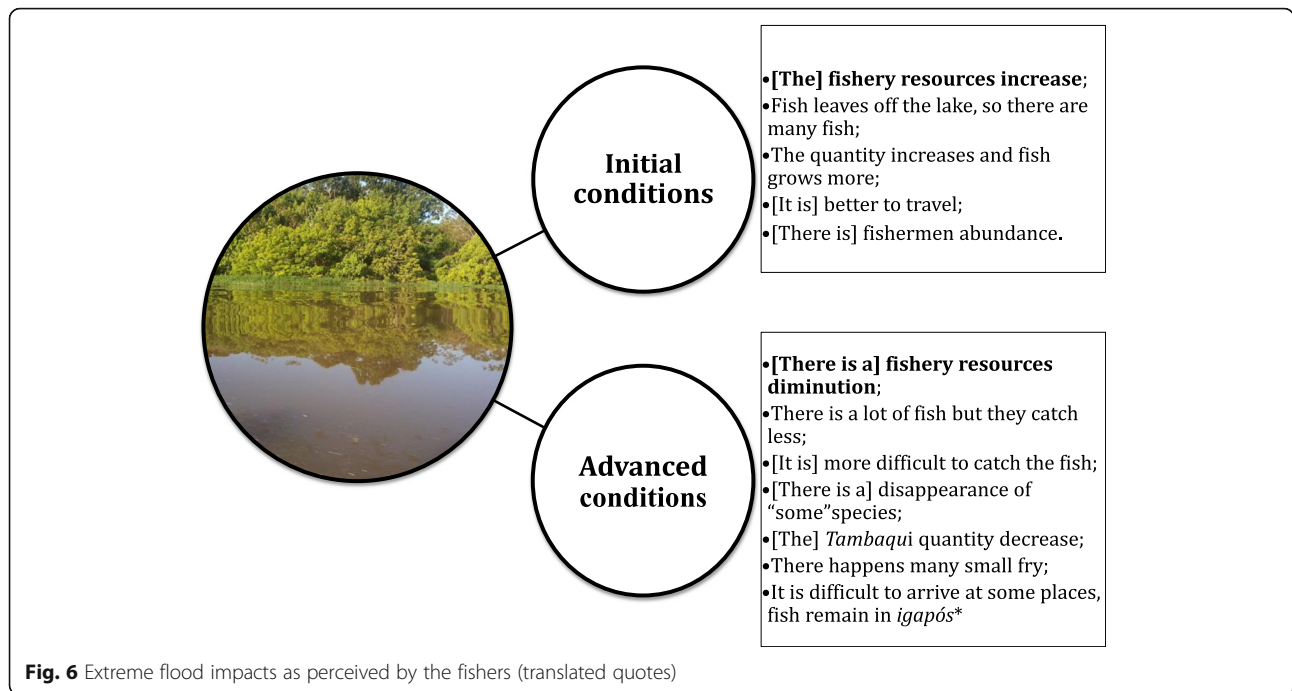 Initial
conditions
•[The] fishery resources increase;
•Fish leaves off the lake, so there are
many fish;
•The quantity increases and fish
grows more;
•[It is] better to travel;
•[There is] fishermen abundance.
Advanced
conditions
•[There is a] fishery resources
diminution;
•There is a lot of fish but they catch
less;
•[It is] more difficult to catch the fish;
•[There is a] disappearance of
“some”species;
•[The] Tambaqui quantity decrease;
•There happens many small fry;
•It is difficult to arrive at some places,
fish remain in igapós*
Fig. 6 Extreme flood impacts as perceived by the fishers (translated quotes)